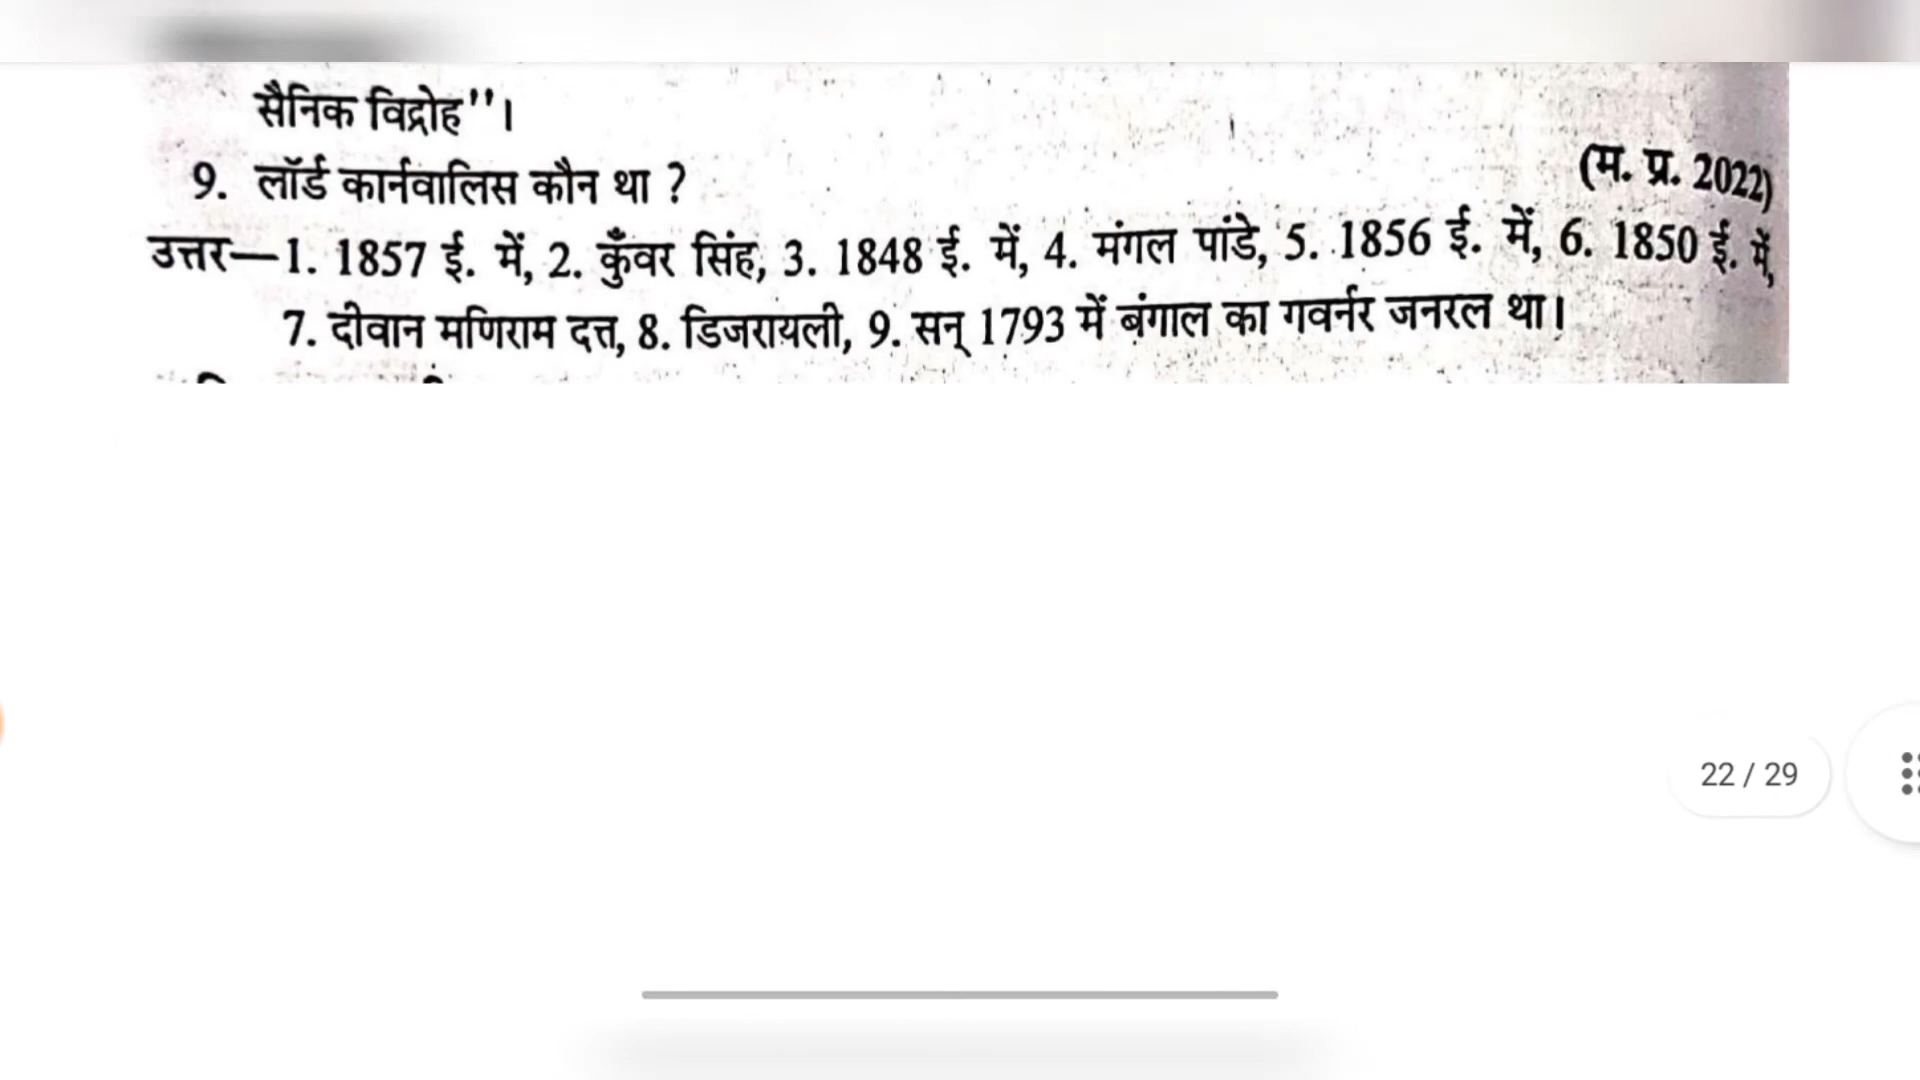 सैनिक विद्रोह''।
9. लॉर्ड कार्नवालिस कौन था ? (म. प्र. 2022)
उत्तर—1. 1857 ई. में, 2. कुँवर सिंह, 3. 1848 ई. में, 4. मंगल पांडे, 5. 1856 ई. में, 6. 1850 ई. में,
7. दीवान मणिराम दत्त, 8. डिजरायली, 9. सन् 1793 में बंगाल का गवर्नर जनरल था।
22 / 29